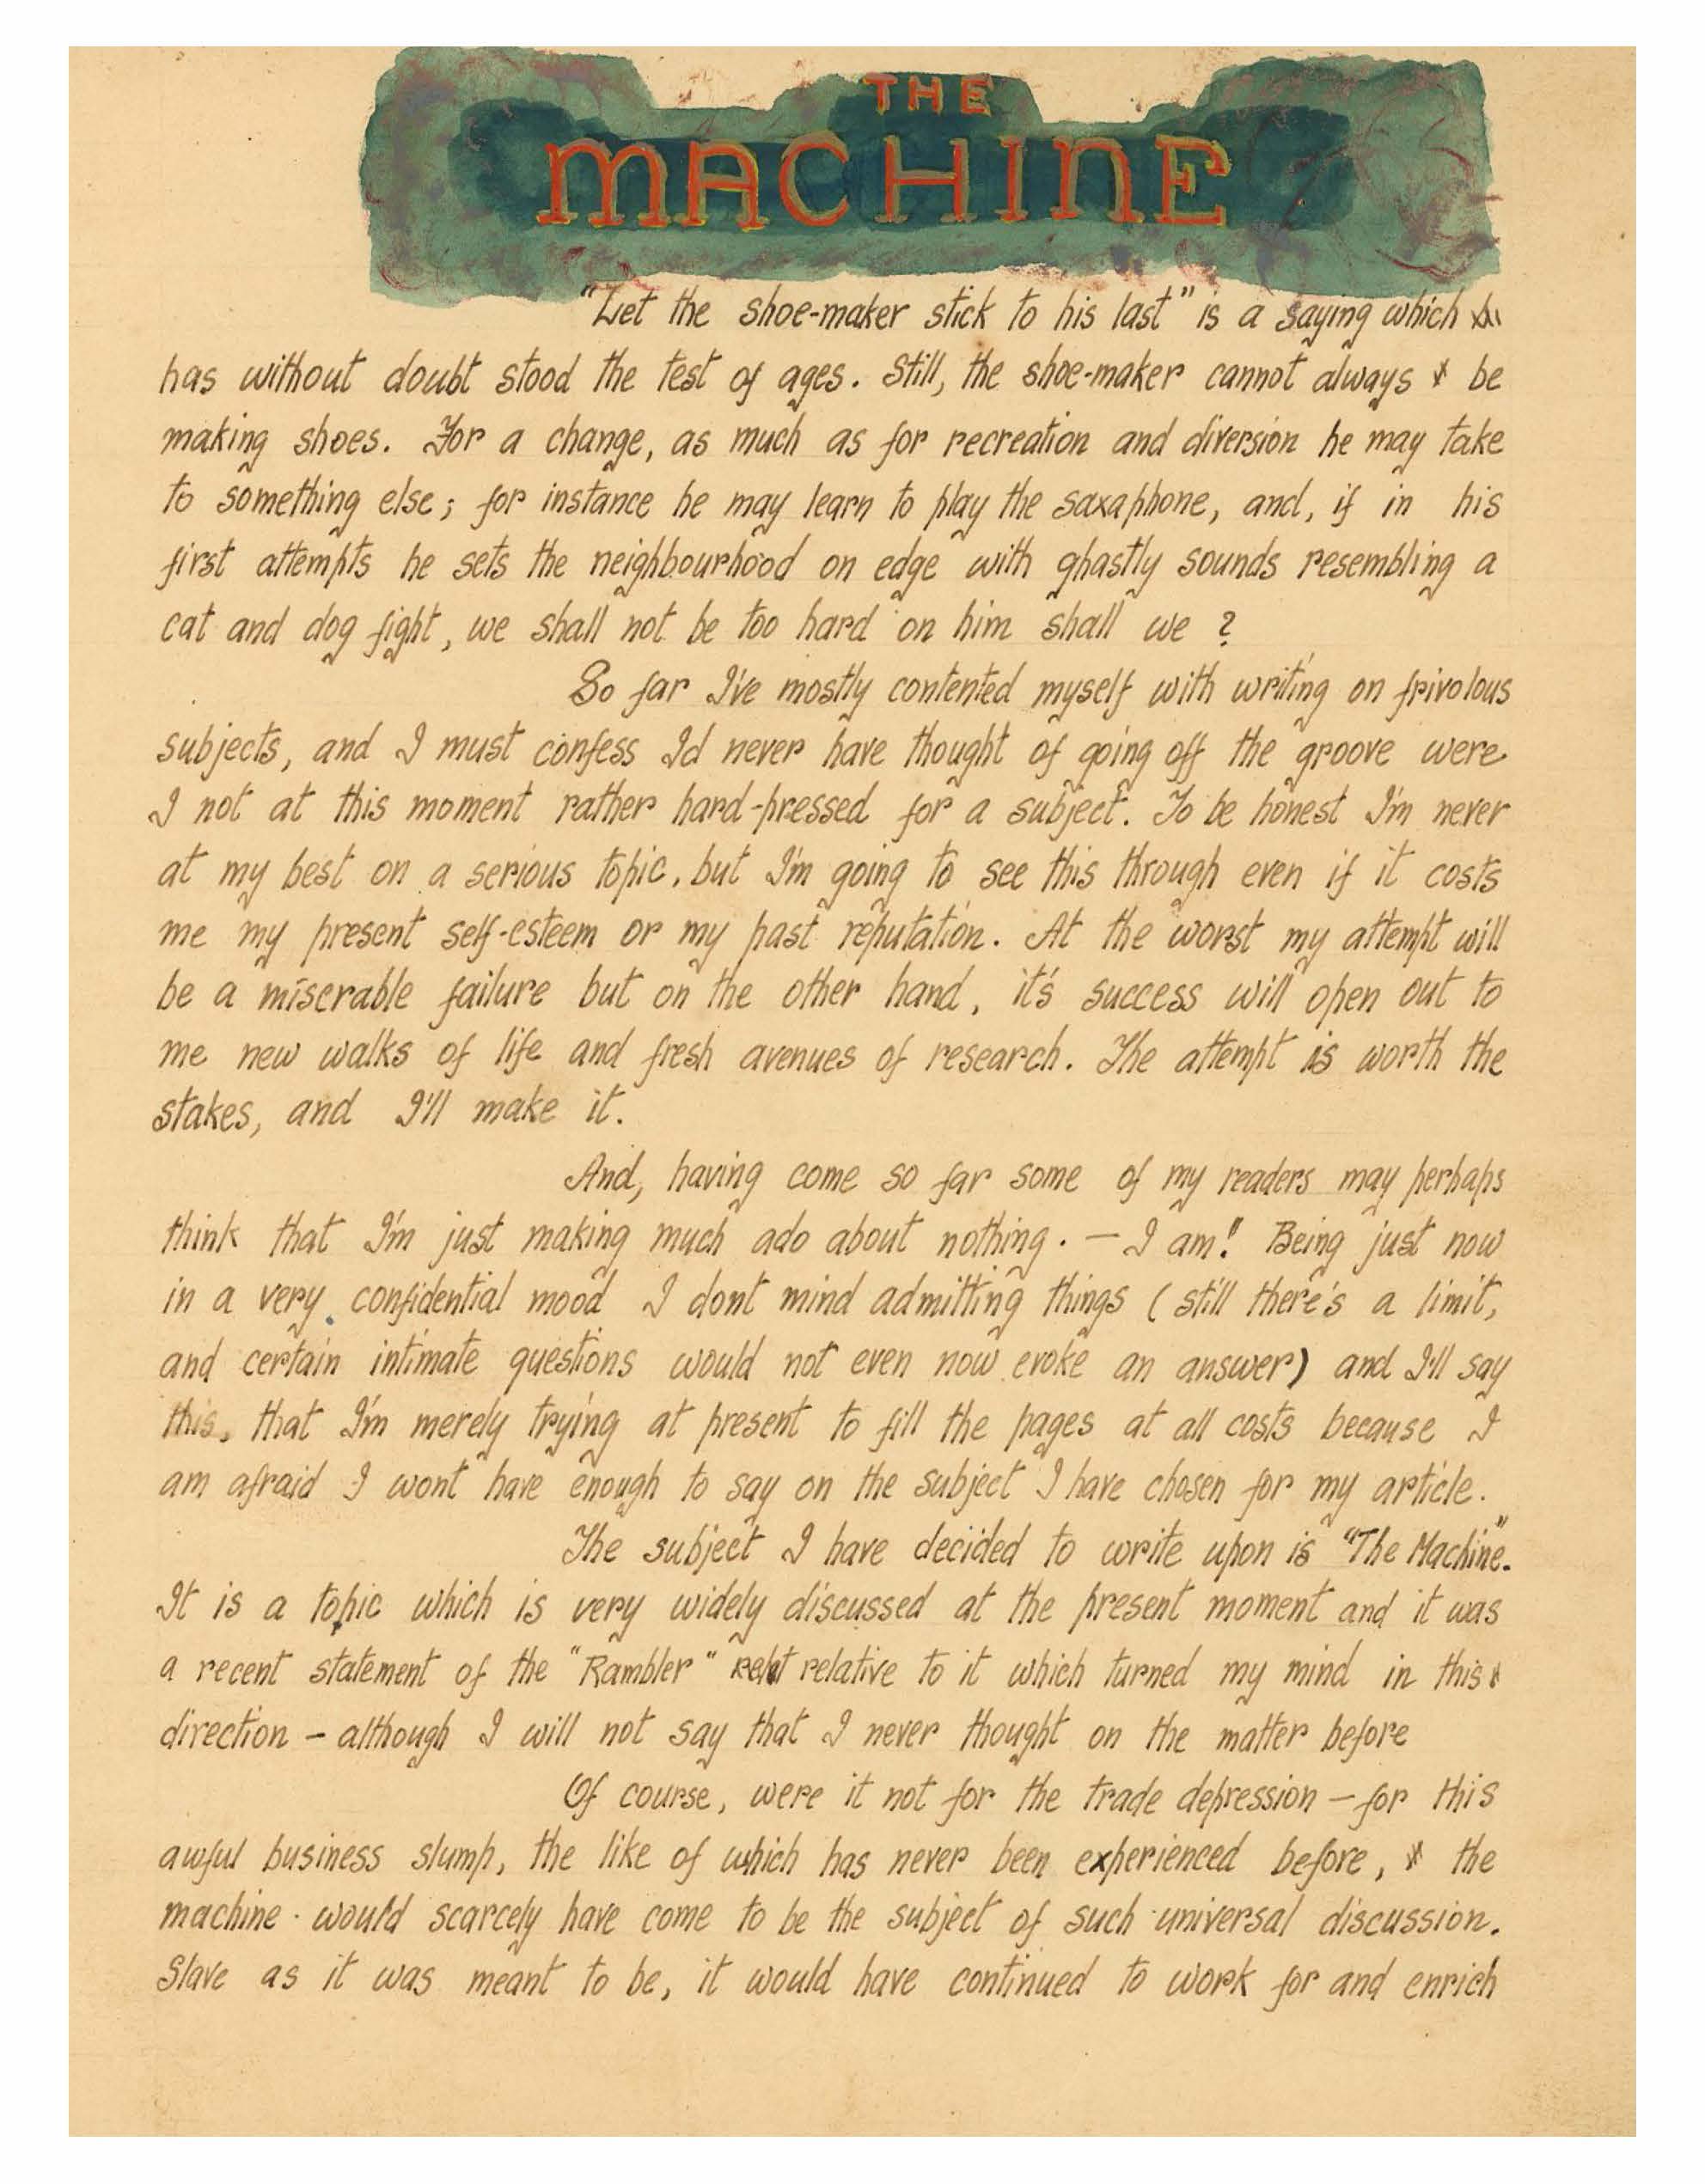 THE
MACHINE
"Let the shoe-maker stick to his last" is a saying which
has without doubt stood the test of ages. Still, the shoe-maker cannot always be
making shoes. For a change, as much as for recreation and diversion he may take
to something else; for instance he may learn to play the saxaphone, and, if in his
first attempts he sets the neighbourhood on edge with ghastly sounds resembling a
cat and dog fight, we shall not be too hard on him shall we ?
So far I've mostly contented myself with writing on frivolous
subjects, and I must confess I'd never have thought of going off the groove were
I not at this moment rather hard-pressed for a subject. To be honest I'm never
at my best on a serious topic, but I'm going to see this through even if it costs
me my present self-esteem or my past reputation. At the worst my attempt will
be a miserable failure but on the other hand, it's success will open out to
me new walks of life and fresh avenues of research. The attempt is worth the
stakes, and I'll make it.
And, having come so far some of my readers may perhaps
think that I'm just making much ado about nothing. — I am! Being just now
in a very confidential mood I dont mind admitting things (still there's a limit,
and certain intimate questions would not even now evoke an answer) and I'll say
this, that I'm merely trying at present to fill the pages at all costs because I
am afraid I wont have enough to say on the subject I have chosen for my article.
The subject I have decided to write upon is "The Machine".
It is a topic which is very widely discussed at the present moment and it was
a recent statement of the "Rambler" relative to it which turned my mind in this
direction - although I will not say that I never thought on the matter before
Of course, were it not for the trade depression - for this
awful business slump, the like of which has never been experienced before, the
machine would scarcely have come to be the subject of such universal discussion.
Slave as it was meant to be, it would have continued to work for and enrich